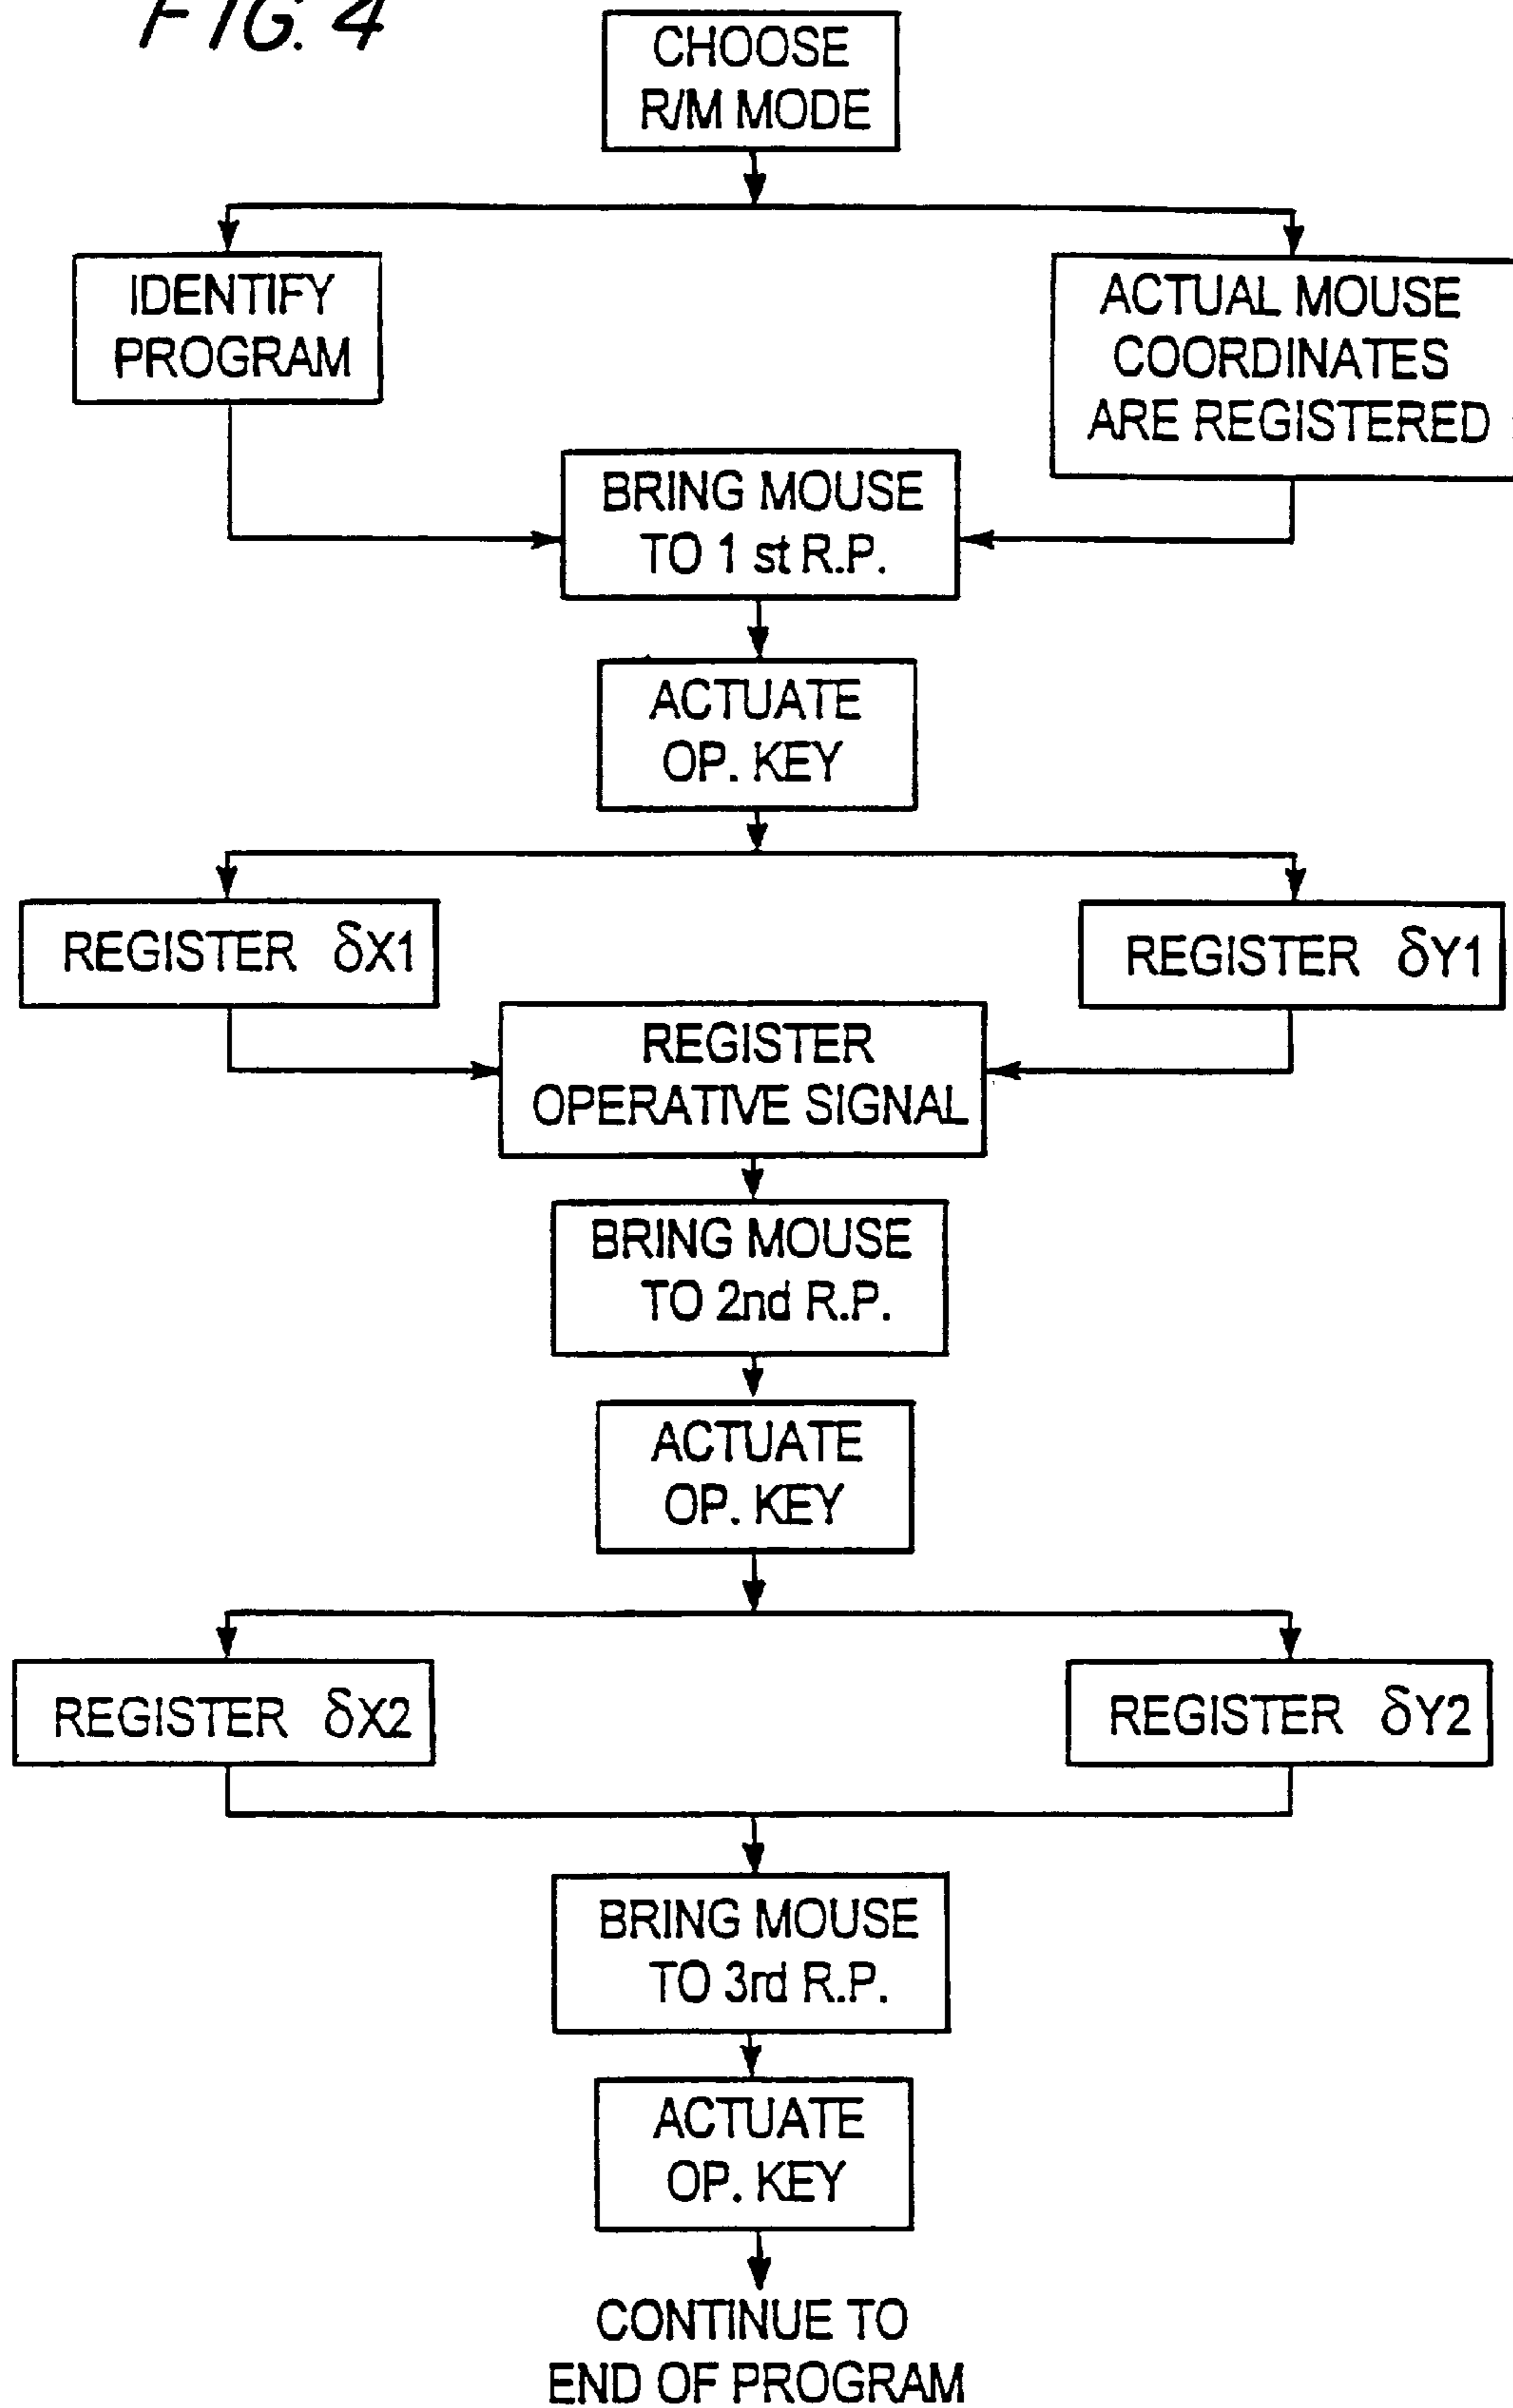 FIG. 4
CHOOSE
R/M MODE
IDENTIFY
PROGRAM
ACTUAL MOUSE
COORDINATES
ARE REGISTERED
BRING MOUSE
TO 1 st R.P.
ACTUATE
OP. KEY
REGISTER δX1
REGISTER δY1
REGISTER
OPERATIVE SIGNAL
BRING MOUSE
TO 2nd R.P.
ACTUATE
OP. KEY
REGISTER δX2
REGISTER δY2
BRING MOUSE
TO 3rd R.P.
ACTUATE
OP. KEY
CONTINUE TO
END OF PROGRAM